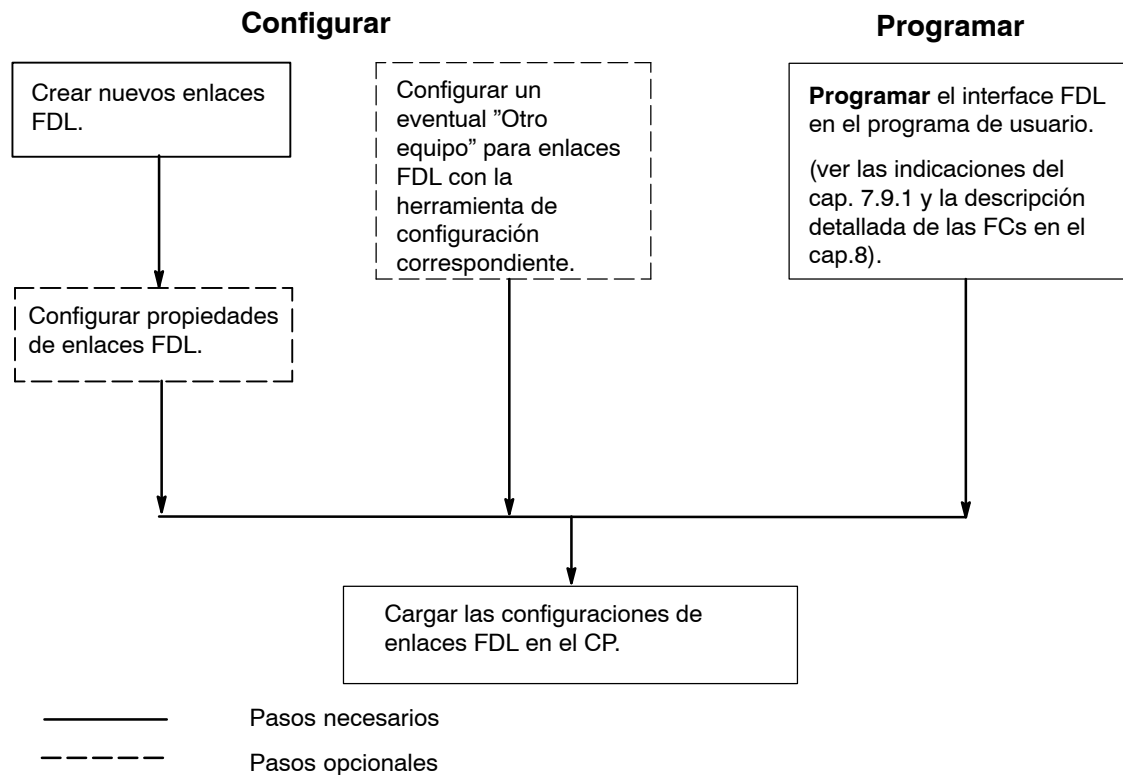 Configurar
Programar
Crear nuevos enlaces
FDL.
Configurar propiedades
de enlaces FDL.
Configurar un
eventual ”Otro
equipo” para enlaces
FDL con la
herramienta de
configuración
correspondiente.
Programar el interface FDL
en el programa de usuario.
(ver las indicaciones del
cap. 7.9.1 y la descripción
detallada de las FCs en el
cap.8).
Cargar las configuraciones de
enlaces FDL en el CP.
Pasos necesarios
Pasos opcionales